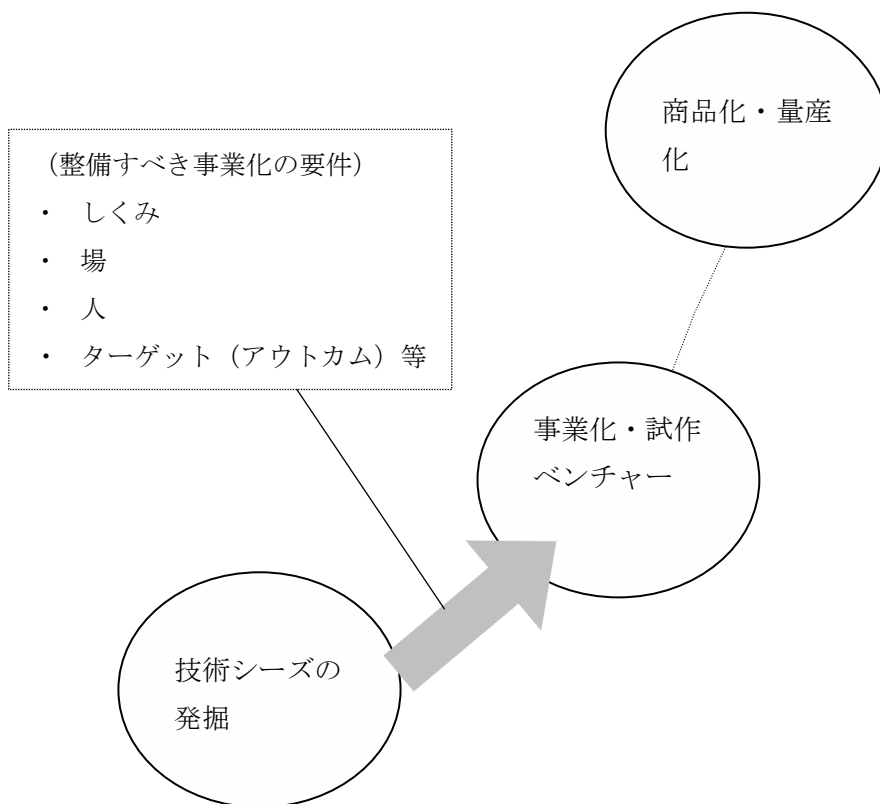 商品化・量産
化
（整備すべき事業化の要件）
・ しくみ
・ 場
・ 人
・ ターゲット（アウトカム）等
事業化・試作
ベンチャー
技術シーズの
発掘